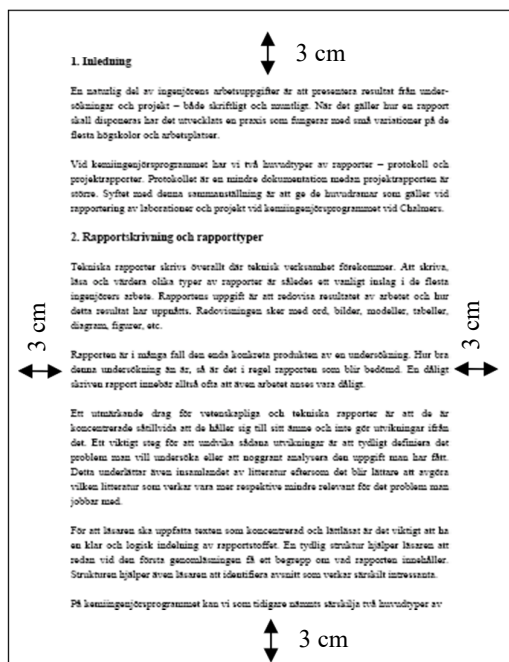 3 cm
1. Inledning
En naturlig del av ingenjörens arbetsuppgifter är att presentera resultat från under-
sökningar och projekt – både skriftligt och muntligt. När det gäller hur en rapport
skall disponeras har det utvecklats en praxis som fungerar med små variationer på de
flesta högskolor och arbetsplatser.
Vid kemiingenjörsprogrammet har vi två huvudtyper av rapporter – protokoll och
projektrapporter. Protokollet är en mindre dokumentation medan projektrapporten är
större. Syftet med denna sammanställning är att ge de huvudramar som gäller vid
rapportering av laborationer och projekt vid kemiingenjörsprogrammet vid Chalmers.
2. Rapportskrivning och rapporttyper
Tekniska rapporter skrivs överallt där teknisk verksamhet förekommer. Att skriva,
läsa och värdera olika typer av rapporter är således ett vanligt inslag i de flesta
ingenjörers arbete. Rapportens uppgift är att redovisa resultatet av arbetet och hur
detta resultat har uppnåtts. Redovisningen sker med ord, bilder, modeller, tabeller,
diagram, figurer, etc.
3 cm
3 cm
Rapporten är i många fall den enda konkreta produkten av en undersökning. Hur bra
denna undersökning än är, så är det i regel rapporten som blir bedömd. En dåligt
skriven rapport innebär alltså ofta att även arbetet anses vara dåligt.
Ett utmärkande drag för vetenskapliga och tekniska rapporter är att de är
koncentrerade såtillvida att de håller sig till sitt ämne och inte gör utvikningar ifrån
det. Ett viktigt steg för att undvika sådana utvikningar är att tydligt definiera det
problem man vill undersöka eller att noggrant analysera den uppgift man har fått.
Detta underlättar även insamlandet av litteratur eftersom det blir lättare att avgöra
vilken litteratur som verkar vara mer respektive mindre relevant för det problem man
jobbar med.
För att läsaren ska uppfatta texten som koncentrerad och lättläst är det viktigt att ha
en klar och logisk indelning av rapportstoffet. En tydlig struktur hjälper läsaren att
redan vid den första genomläsningen få ett begrepp om vad rapporten innehåller.
Strukturen hjälper även läsaren att identifiera avsnitt som verkar särskilt intressanta.
På kemiingenjörsprogrammet kan vi som tidigare nämnts särskilja två huvudtyper av
3 cm